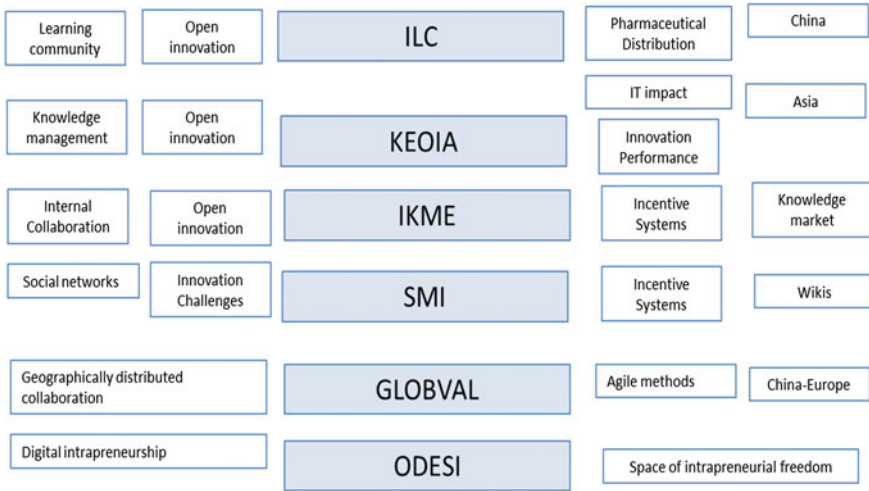 Learning
community
Open
innovation
ILC
Pharmaceutical
Distribution
China
Knowledge
management
Open
innovation
KEOIA
IT impact
Innovation
Performance
Asia
Internal
Collaboration
Open
innovation
IKME
Incentive
Systems
Knowledge
market
Social networks
Innovation
Challenges
SMI
Incentive
Systems
Wikis
Geographically distributed
collaboration
GLOBVAL
Agile methods
China-Europe
Digital intrapreneurship
ODESI
Space of intrapreneurial freedom